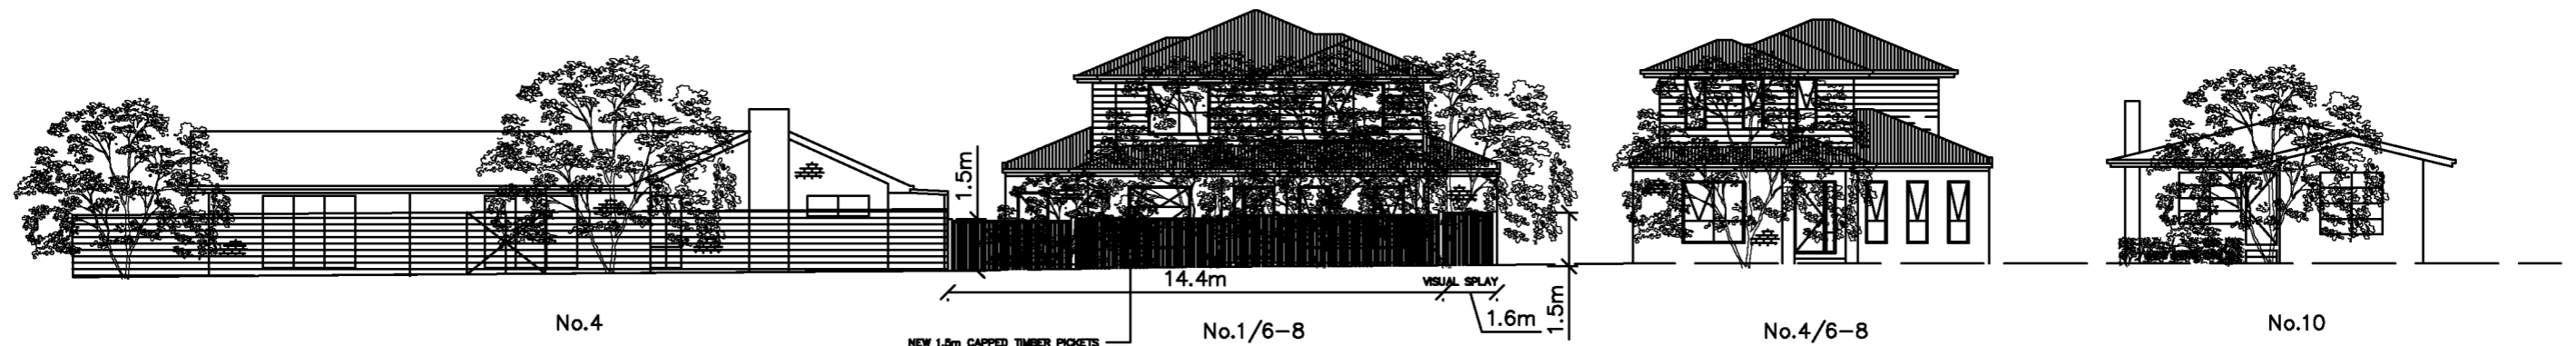 1.5m
14.4m
VISUAL SPLAY
1.6m
1.5m
No.4
No.1/6-8
No.4/6-8
No.10
NEW 1.5m CAPPED TIMBER PICKETS